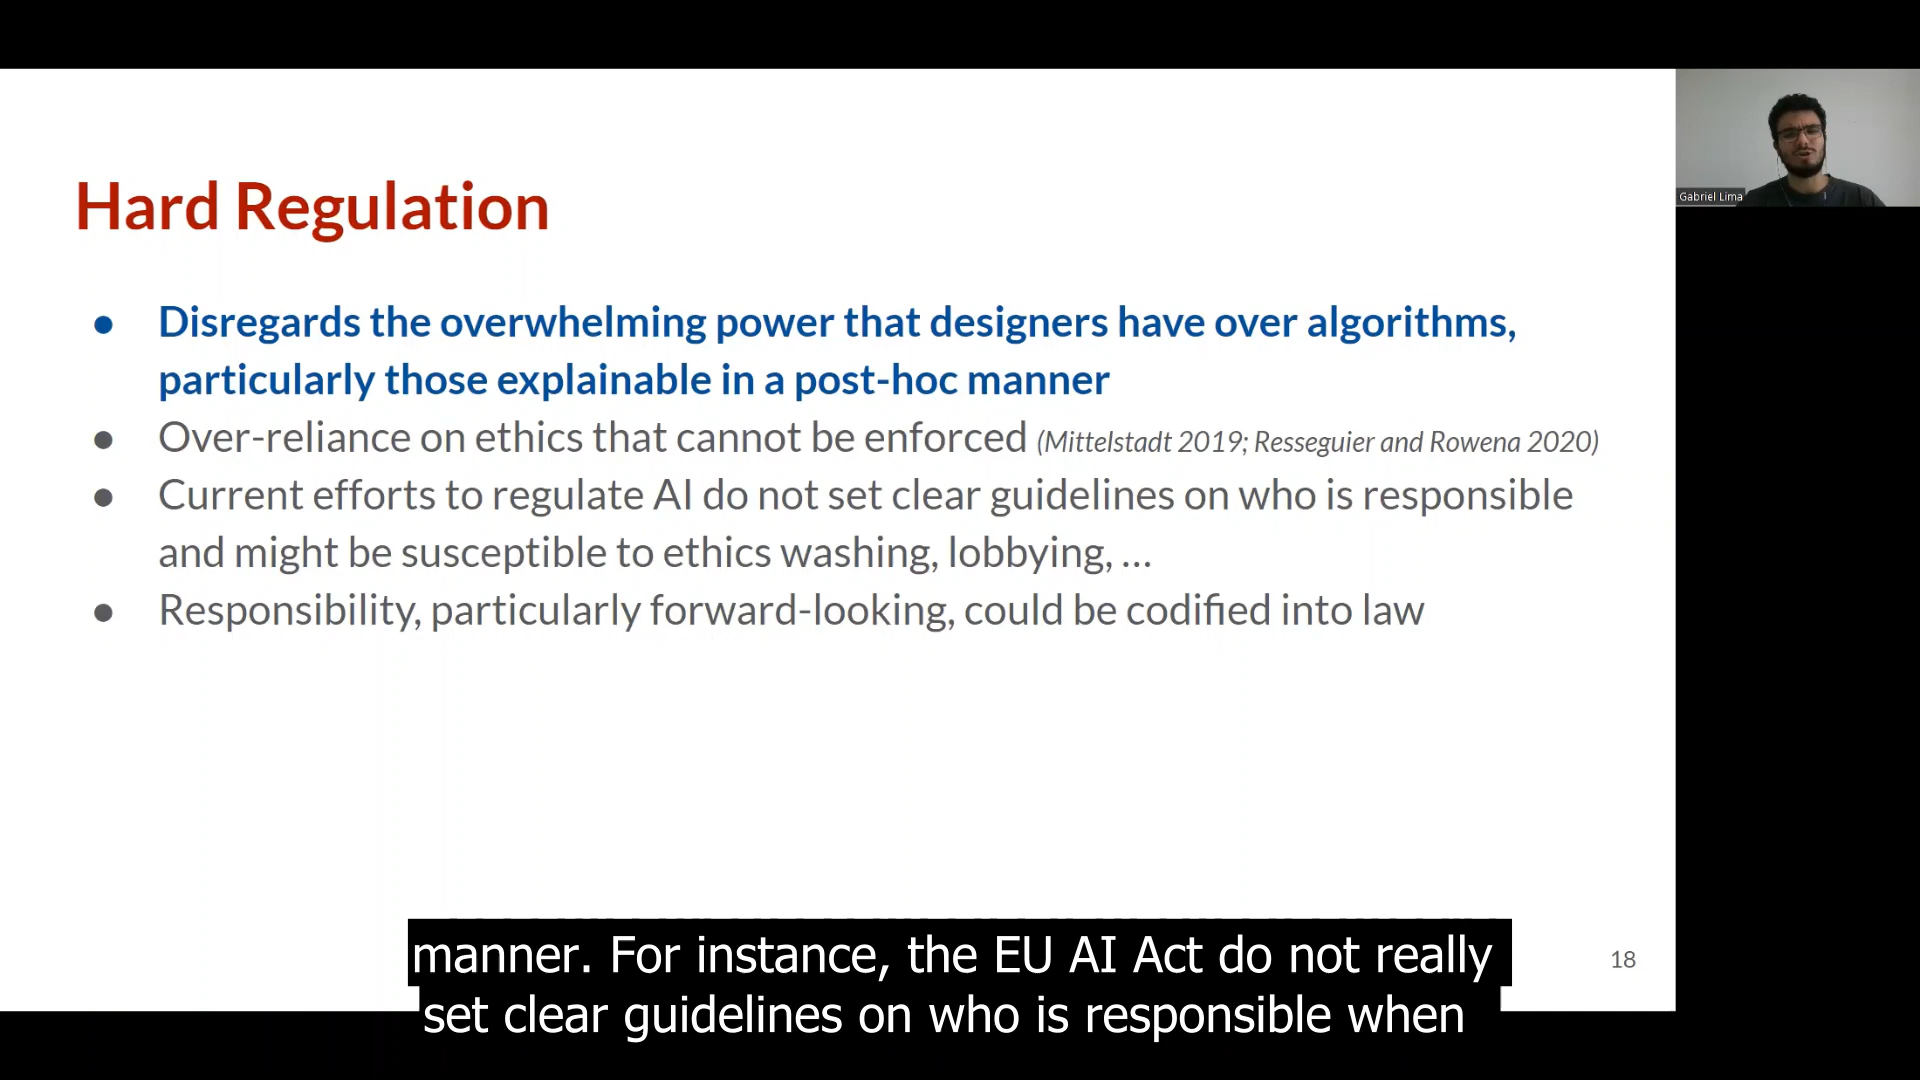 Hard Regulation
● Disregards the overwhelming power that designers have over algorithms,
particularly those explainable in a post-hoc manner
● Over-reliance on ethics that cannot be enforced (Mittelstadt 2019; Resseguier and Rowena 2020)
● Current efforts to regulate AI do not set clear guidelines on who is responsible
and might be susceptible to ethics washing, lobbying, ...
● Responsibility, particularly forward-looking, could be codified into law
Gabriel Lima
manner. For instance, the EU AI Act do not really
set clear guidelines on who is responsible when
18